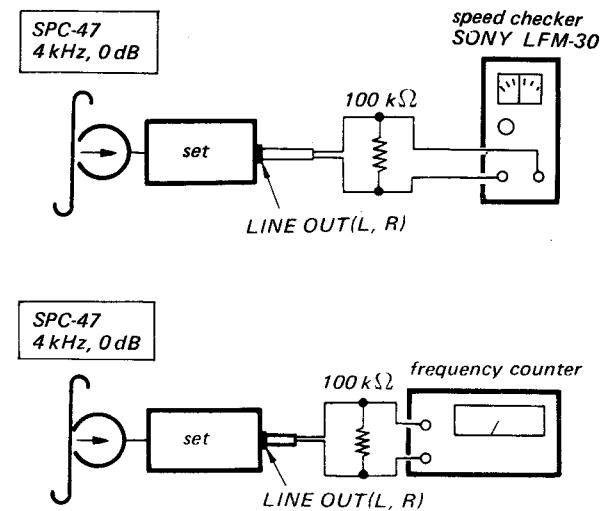 SPC-47
4 kHz, 0 dB
speed checker
SONY LFM-30
100 kΩ
set
LINE OUT(L, R)
SPC-47
4 kHz, 0 dB
frequency counter
100 kΩ
set
LINE OUT(L, R)